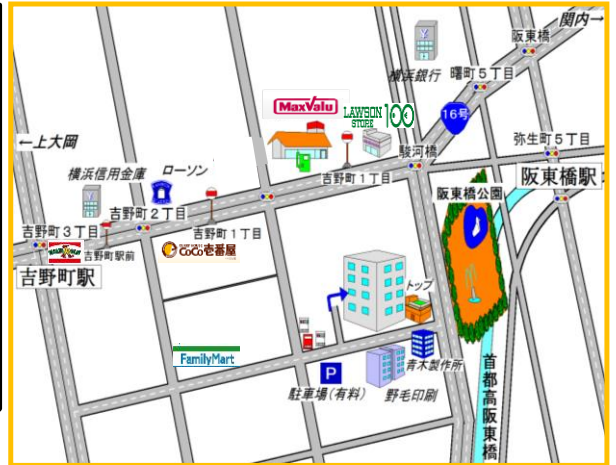 関内→
阪東橋
横浜銀行
曙町5丁目
MaxValu
LAWSON
STORE 100
16号
←上大岡
駿河橋
弥生町5丁目
横浜信用金庫
ローソン
吉野町1丁目
阪東橋駅
阪東橋公園
吉野町2丁目
吉野町3丁目
吉野町駅前
吉野町1丁目
CoCo壱番屋
吉野町駅
トップ
FamilyMart
青木製作所
P
駐車場(有料)
野毛印刷
首都高阪東橋